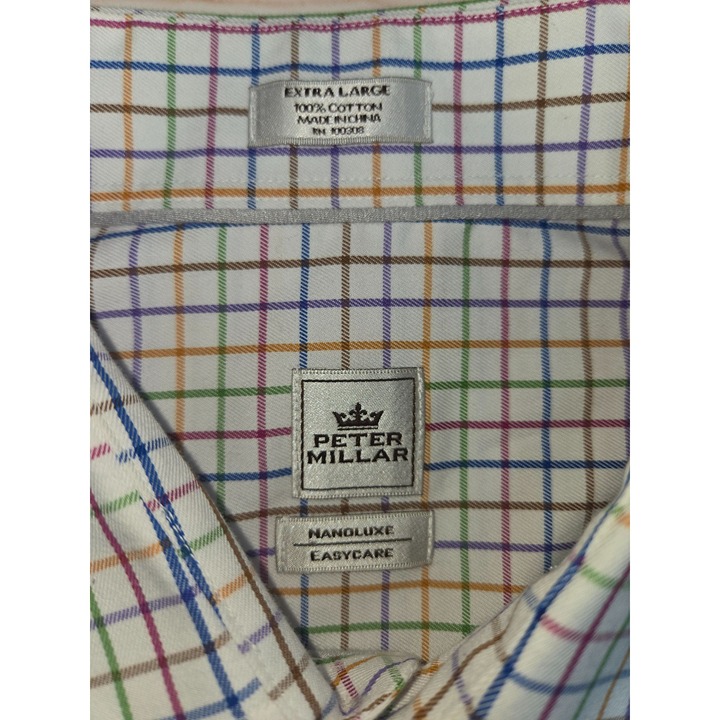 EXTRA LARGE
100% COTTON
MADE IN CHINA
RN 100308
PETER
MILLAR
NANOLUXE
EASYCARE